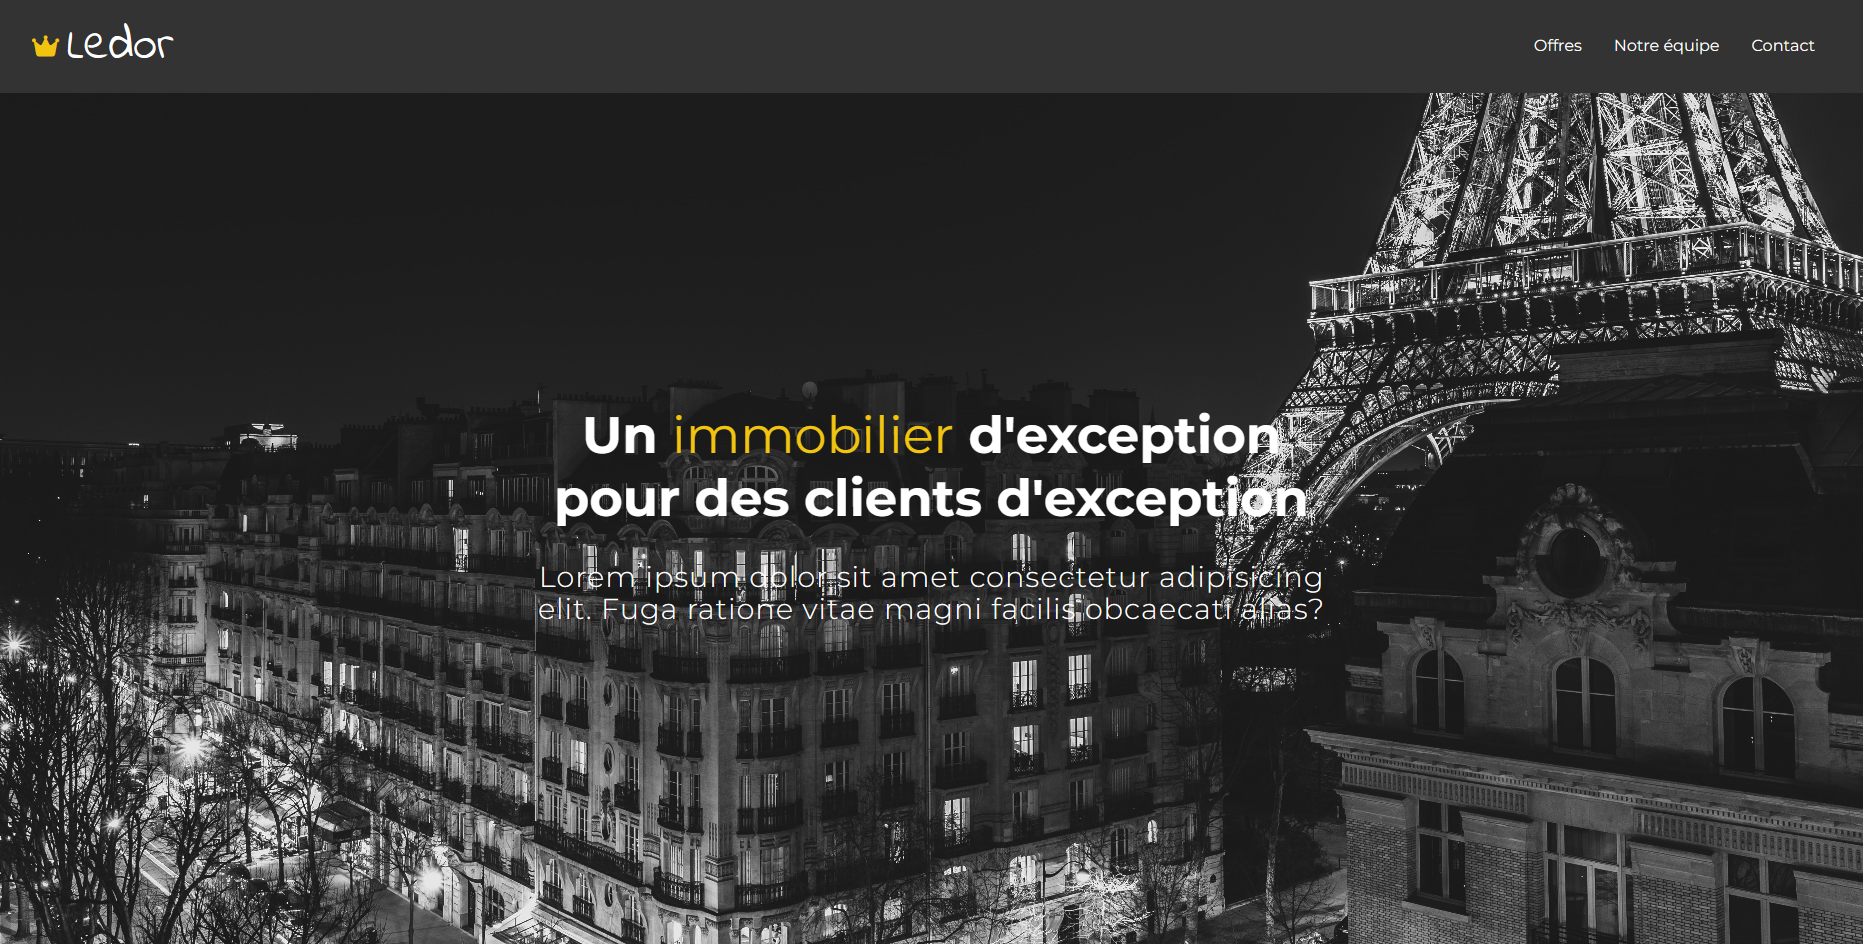 Ledor
Offres
Notre équipe
Contact
Un immobilier d'exception
pour des clients d'exception
Lorem ipsum dolor sit amet consectetur adipisicing
elit. Fuga ratione vitae magni facilis obcaecati alias?